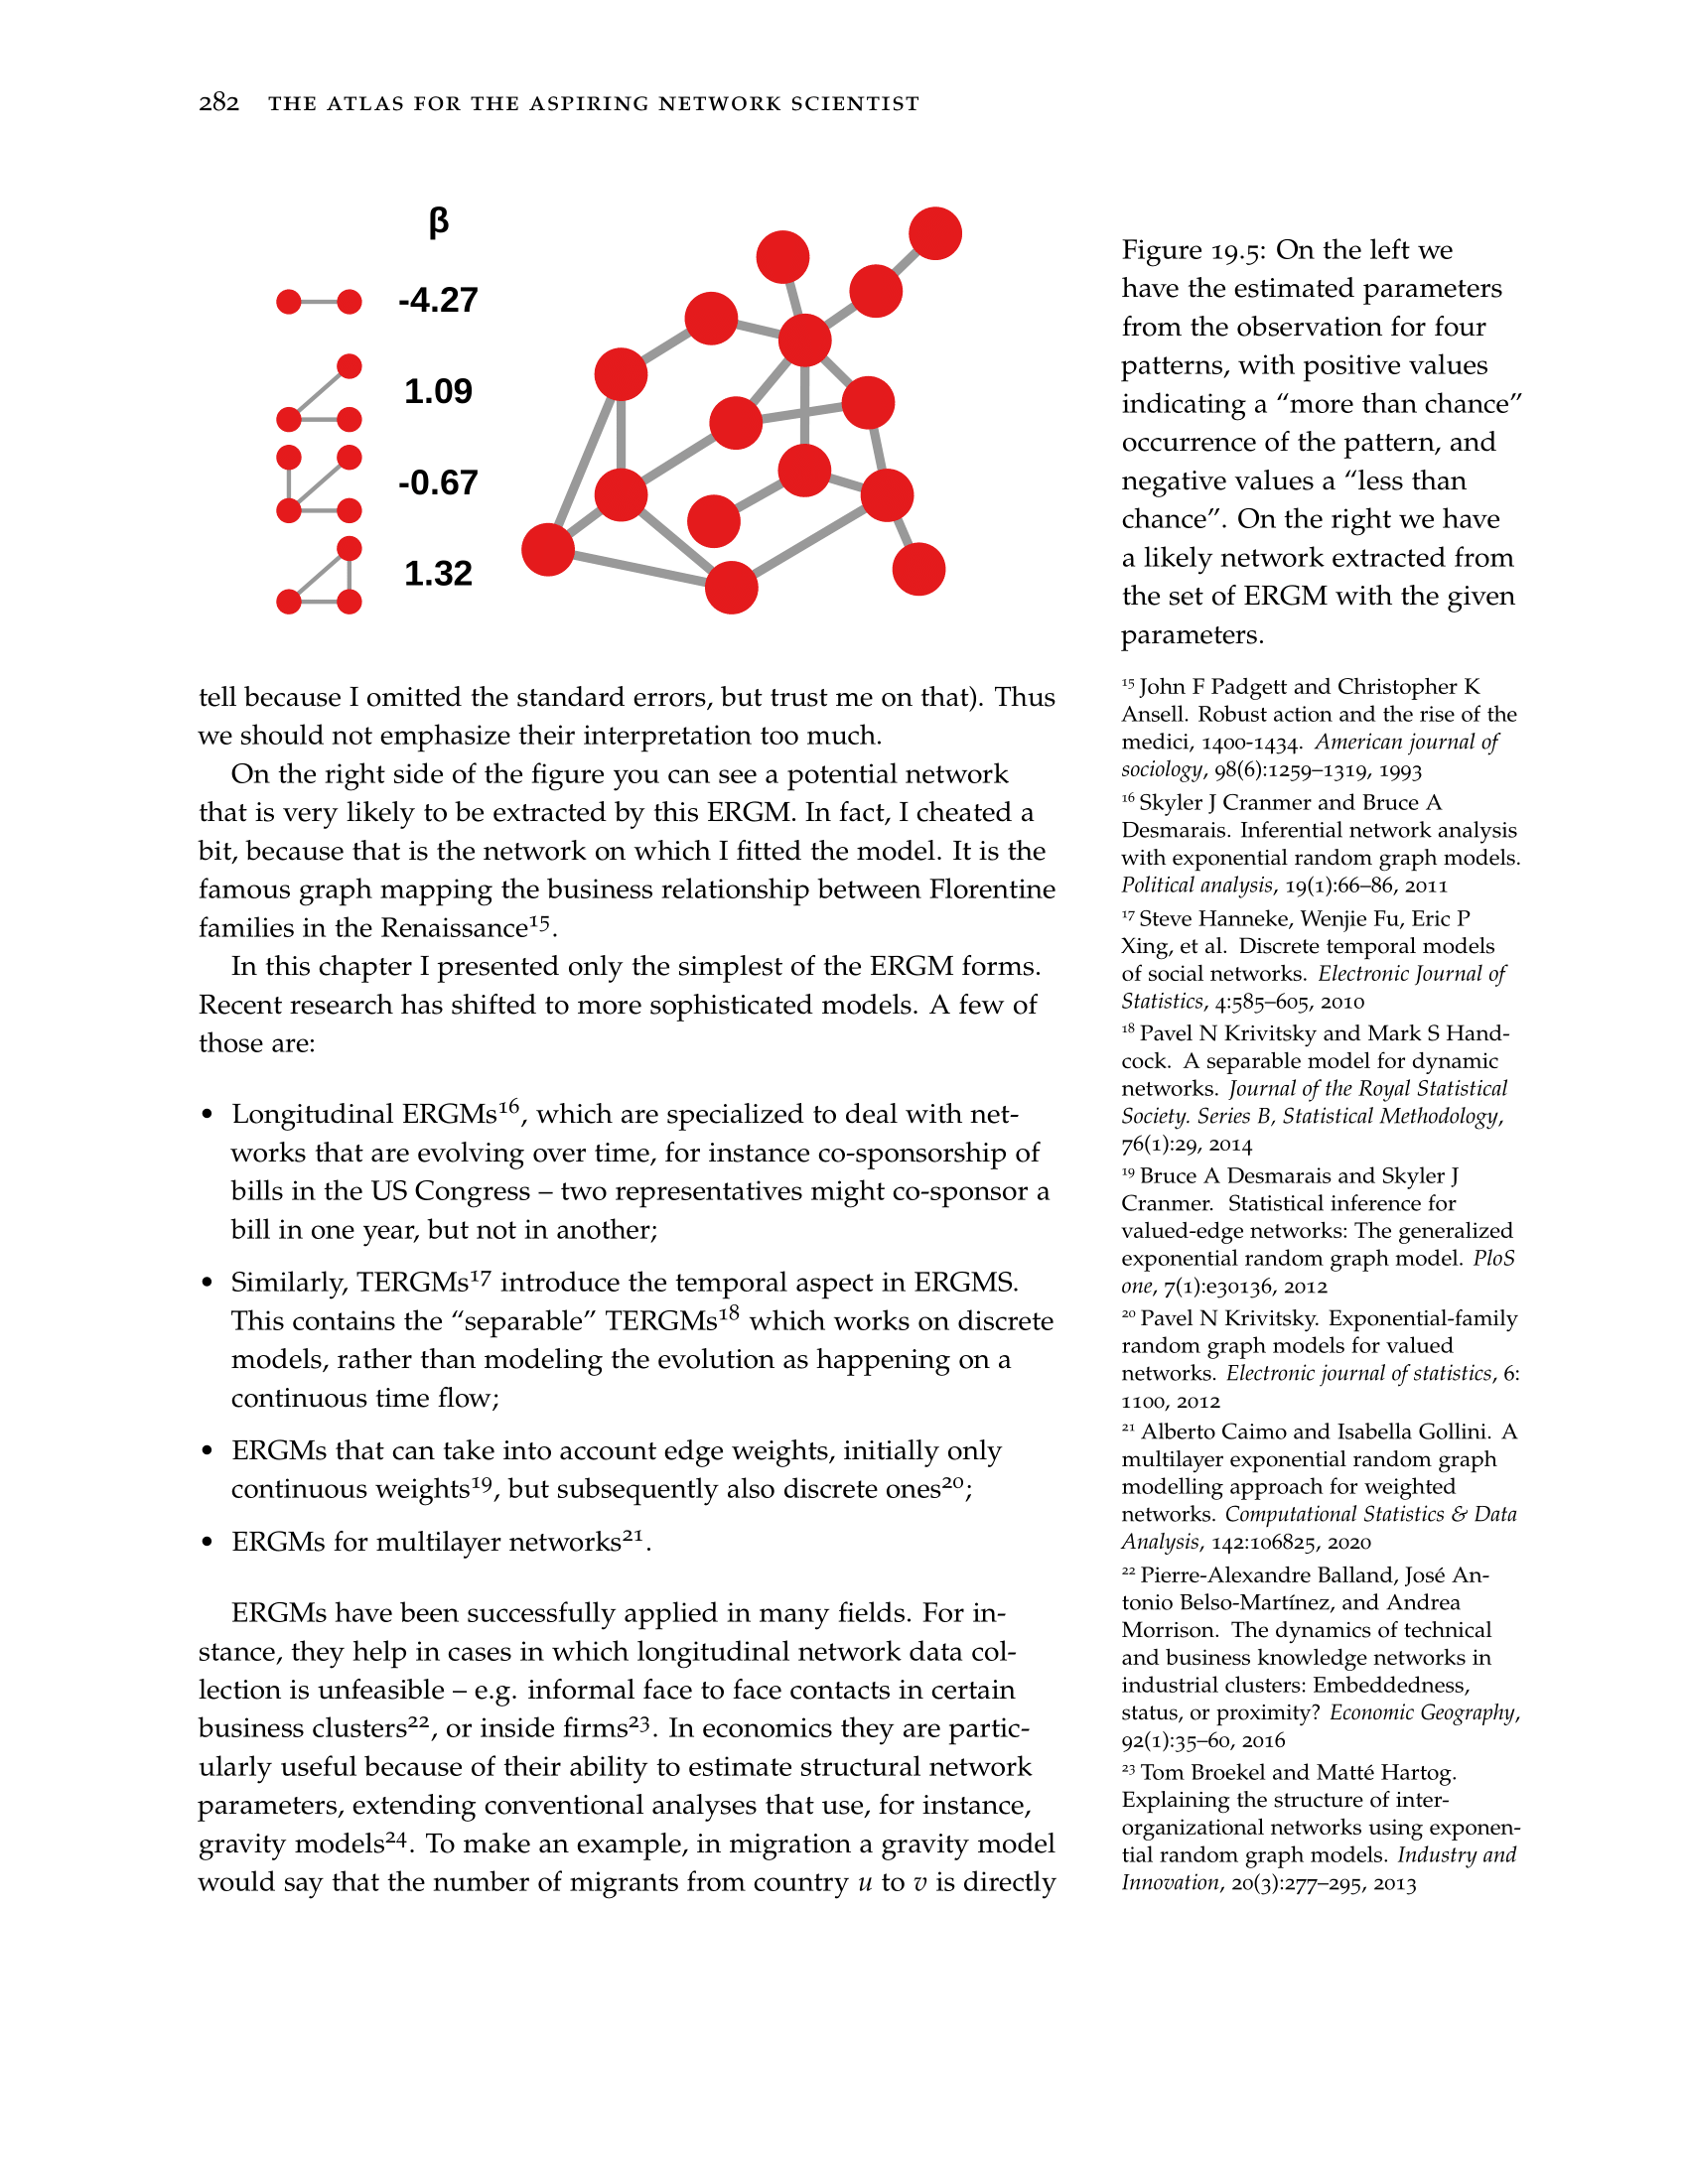 282 THE ATLAS FOR THE ASPIRING NETWORK SCIENTIST
β
-4.27
1.09
-0.67
1.32
Figure 19.5: On the left we
have the estimated parameters
from the observation for four
patterns, with positive values
indicating a “more than chance”
occurrence of the pattern, and
negative values a “less than
chance”. On the right we have
a likely network extracted from
the set of ERGM with the given
parameters.
tell because I omitted the standard errors, but trust me on that). Thus
we should not emphasize their interpretation too much.
On the right side of the figure you can see a potential network
that is very likely to be extracted by this ERGM. In fact, I cheated a
bit, because that is the network on which I fitted the model. It is the
famous graph mapping the business relationship between Florentine
families in the Renaissance15.
In this chapter I presented only the simplest of the ERGM forms.
Recent research has shifted to more sophisticated models. A few of
those are:
• Longitudinal ERGMs16, which are specialized to deal with net-
works that are evolving over time, for instance co-sponsorship of
bills in the US Congress – two representatives might co-sponsor a
bill in one year, but not in another;
• Similarly, TERGMs17 introduce the temporal aspect in ERGMS.
This contains the “separable” TERGMs18 which works on discrete
models, rather than modeling the evolution as happening on a
continuous time flow;
• ERGMs that can take into account edge weights, initially only
continuous weights19, but subsequently also discrete ones20;
• ERGMs for multilayer networks21.
ERGMs have been successfully applied in many fields. For in-
stance, they help in cases in which longitudinal network data col-
lection is unfeasible – e.g. informal face to face contacts in certain
business clusters22, or inside firms23. In economics they are partic-
ularly useful because of their ability to estimate structural network
parameters, extending conventional analyses that use, for instance,
gravity models24. To make an example, in migration a gravity model
would say that the number of migrants from country u to v is directly
15 John F Padgett and Christopher K
Ansell. Robust action and the rise of the
medici, 1400-1434. American journal of
sociology, 98(6):1259–1319, 1993
16 Skyler J Cranmer and Bruce A
Desmarais. Inferential network analysis
with exponential random graph models.
Political analysis, 19(1):66–86, 2011
17 Steve Hanneke, Wenjie Fu, Eric P
Xing, et al. Discrete temporal models
of social networks. Electronic Journal of
Statistics, 4:585–605, 2010
18 Pavel N Krivitsky and Mark S Hand-
cock. A separable model for dynamic
networks. Journal of the Royal Statistical
Society. Series B, Statistical Methodology,
76(1):29, 2014
19 Bruce A Desmarais and Skyler J
Cranmer. Statistical inference for
valued-edge networks: The generalized
exponential random graph model. PloS
one, 7(1):e30136, 2012
20 Pavel N Krivitsky. Exponential-family
random graph models for valued
networks. Electronic journal of statistics, 6:
1100, 2012
21 Alberto Caimo and Isabella Gollini. A
multilayer exponential random graph
modelling approach for weighted
networks. Computational Statistics & Data
Analysis, 142:106825, 2020
22 Pierre-Alexandre Balland, José An-
tonio Belso-Martínez, and Andrea
Morrison. The dynamics of technical
and business knowledge networks in
industrial clusters: Embeddedness,
status, or proximity? Economic Geography,
92(1):35–60, 2016
23 Tom Broekel and Matté Hartog.
Explaining the structure of inter-
organizational networks using exponen-
tial random graph models. Industry and
Innovation, 20(3):277–295, 2013